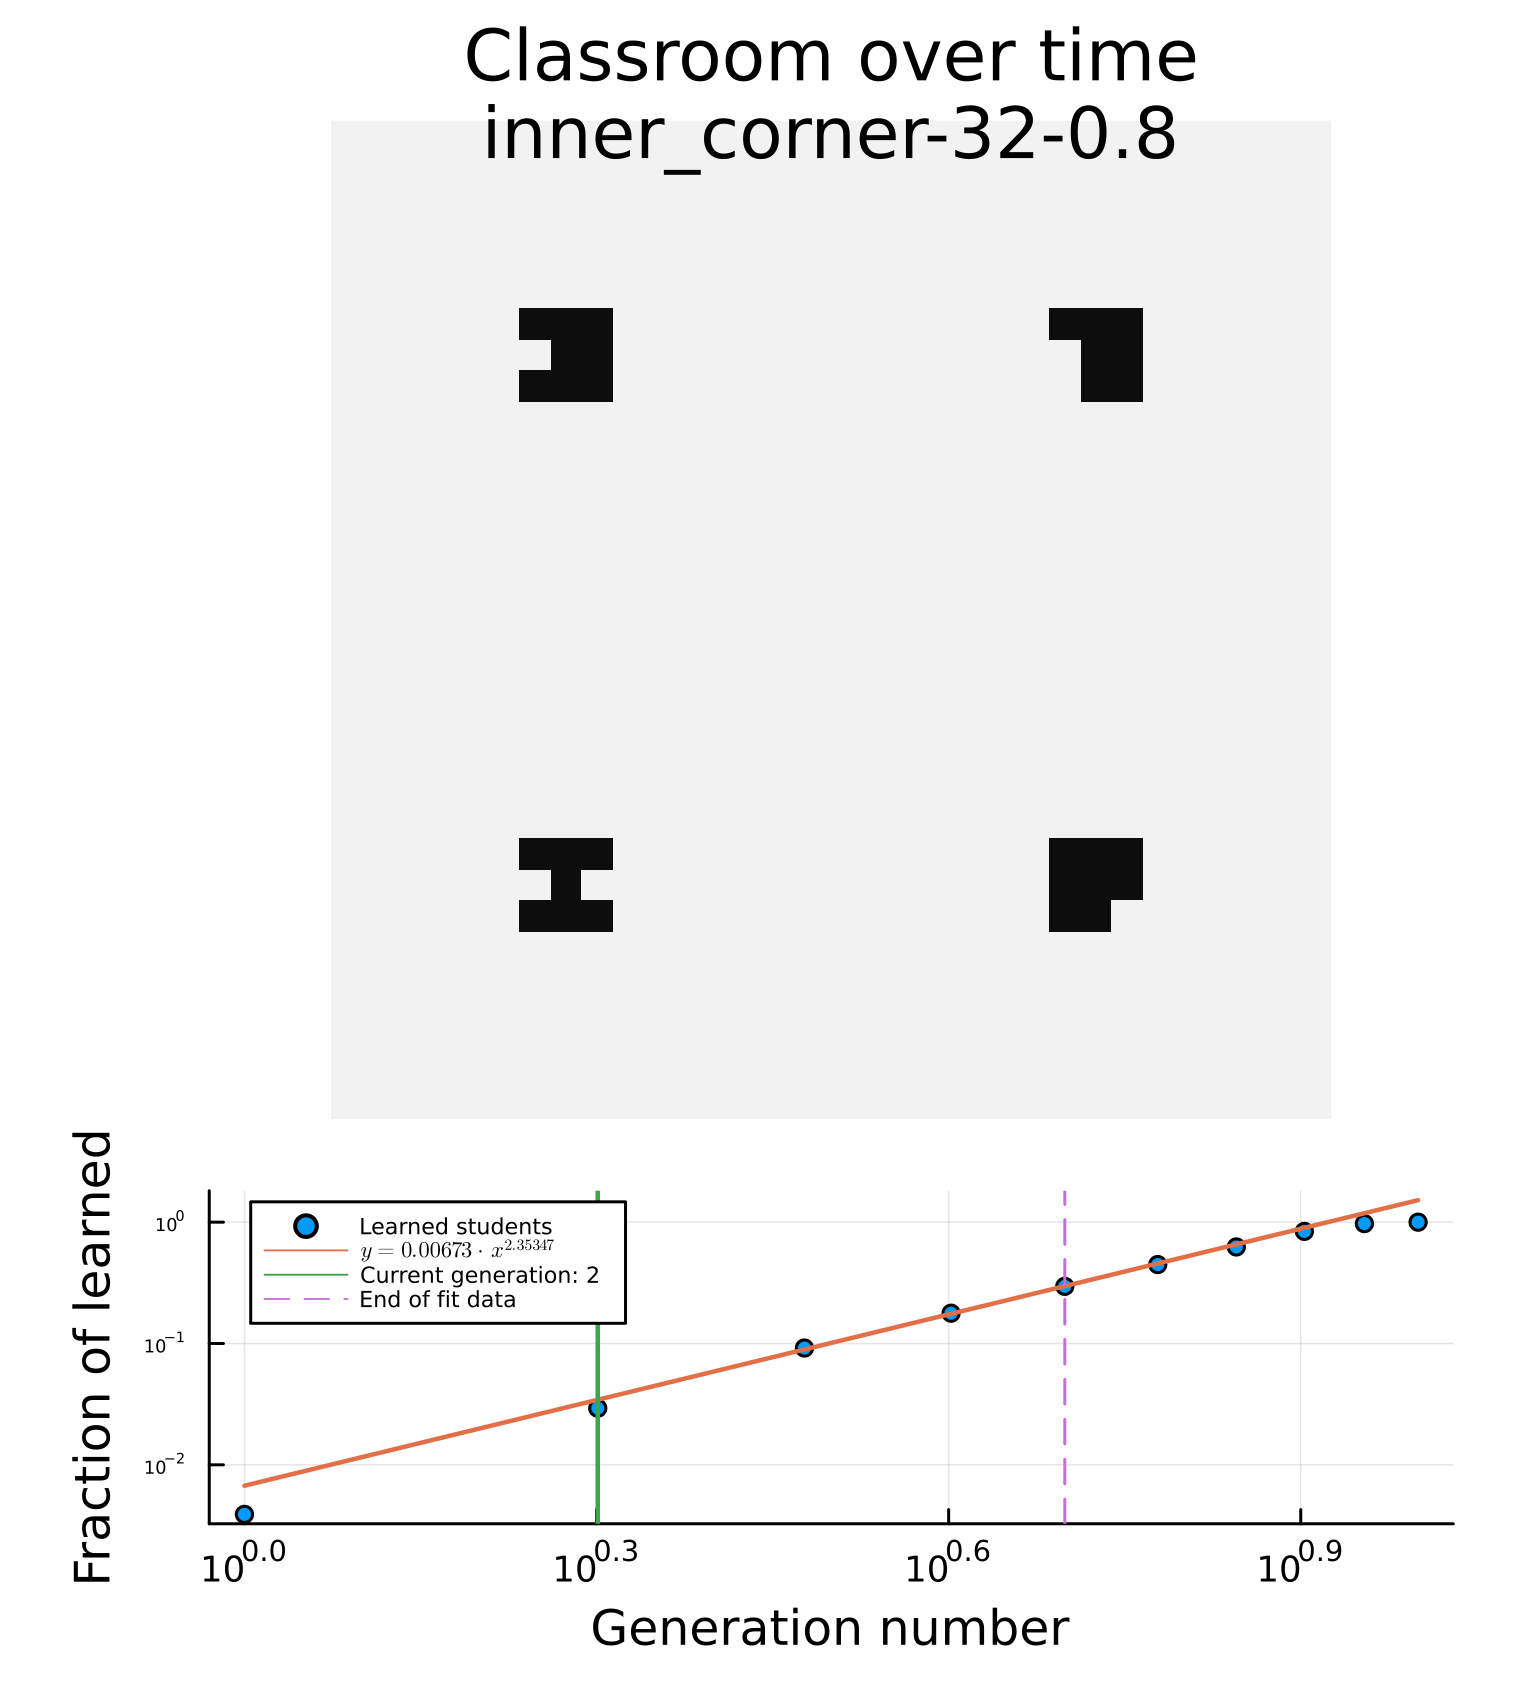 Classroom over time
inner_corner-32-0.8
Fraction of learned
10^0
10^−1
10^−2
Learned students
y = 0.00673 · x^2.35347
Current generation: 2
End of fit data
10^0.0 10^0.3 10^0.6 10^0.9
Generation number